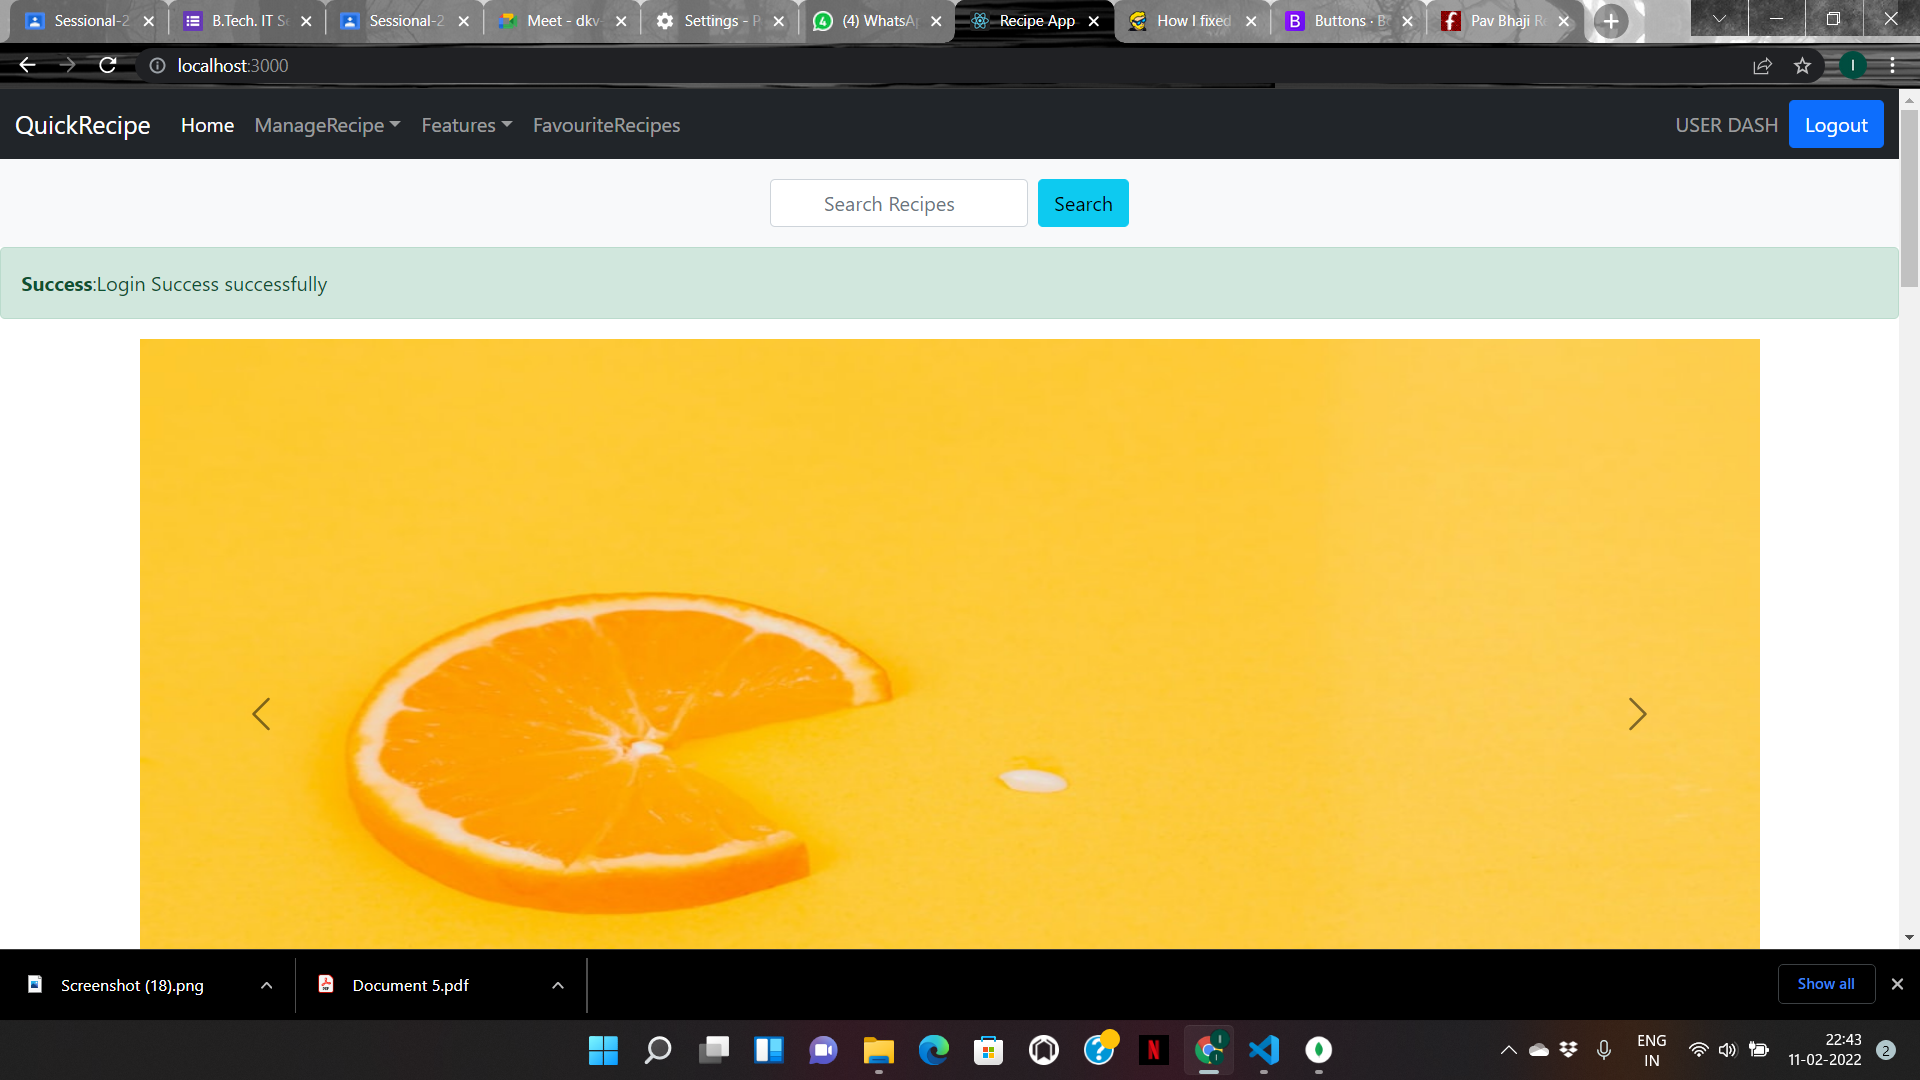 Sessional-2
B.Tech. IT Se
Sessional-2
Meet - dkv-
Settings - P
(4) WhatsAp
Recipe App
How I fixed
Buttons · B
Pav Bhaji R
localhost:3000
QuickRecipe Home ManageRecipe Features FavouriteRecipes USER DASH Logout
Search Recipes Search
Success:Login Success successfully
Screenshot (18).png
Document 5.pdf
Show all
ENG
IN
22:43
11-02-2022
2